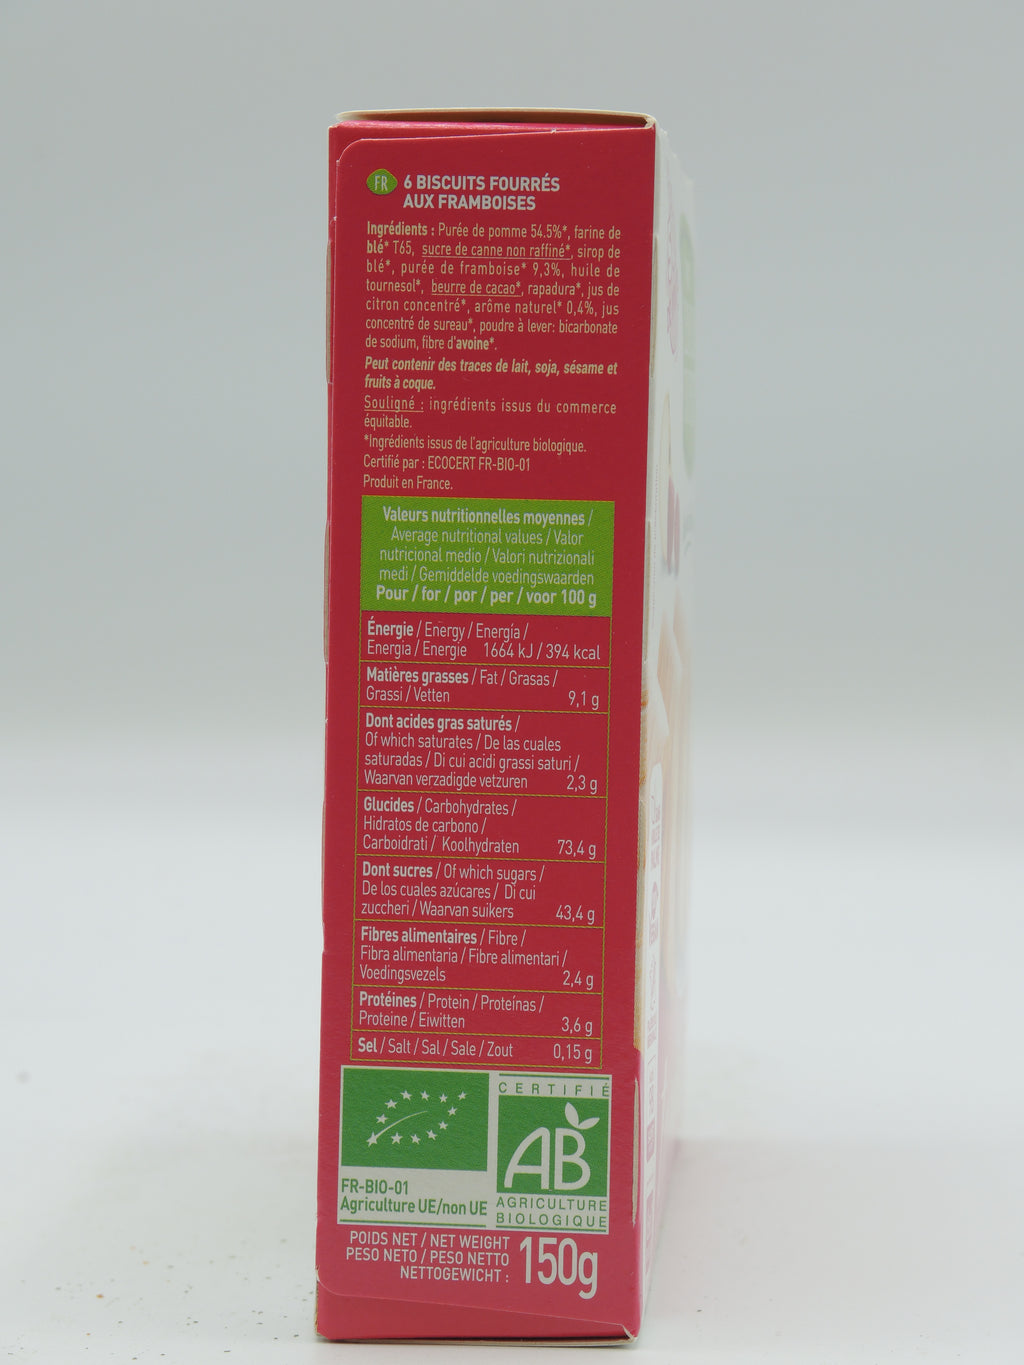 FR
6 BISCUITS FOURRÉS
AUX FRAMBOISES
Ingrédients : Purée de pomme 54.5%*, farine de
blé* T65, sucre de canne non raffiné*, sirop de
blé*, purée de framboise* 9,3%, huile de
tournesol*, beurre de cacao*, rapadura*, jus de
citron concentré*, arôme naturel* 0,4%, jus
concentré de sureau*, poudre à lever: bicarbonate
de sodium, fibre d'avoine*.
Peut contenir des traces de lait, soja, sésame et
fruits à coque.
Souligné : ingrédients issus du commerce
équitable.
*Ingrédients issus de l'agriculture biologique.
Certifié par : ECOCERT FR-BIO-01
Produit en France.
Valeurs nutritionnelles moyennes /
Average nutritional values / Valor
nutricional medio / Valori nutrizionali
medi / Gemiddelde voedingswaarden
Pour / for / por / per / voor 100 g
Énergie / Energy / Energía /
Energia / Energie 1664 kJ / 394 kcal
Matières grasses / Fat / Grasas /
Grassi / Vetten 9,1 g
Dont acides gras saturés /
Of which saturates / De las cuales
saturadas / Di cui acidi grassi saturi /
Waarvan verzadigde vetzuren 2,3 g
Glucides / Carbohydrates /
Hidratos de carbono /
Carboidrati / Koolhydraten 73,4 g
Dont sucres / Of which sugars /
De los cuales azúcares / Di cui
zuccheri / Waarvan suikers 43,4 g
Fibres alimentaires / Fibre /
Fibra alimentaria / Fibre alimentari /
Voedingsvezels 2,4 g
Protéines / Protein / Proteínas /
Proteine / Eiwitten 3,6 g
Sel / Salt / Sal / Sale / Zout 0,15 g
CERTIFIÉ
AB
AGRICULTURE
BIOLOGIQUE
FR-BIO-01
Agriculture UE/non UE
POIDS NET / NET WEIGHT
PESO NETO / PESO NETTO
NETTOGEWICHT : 150g